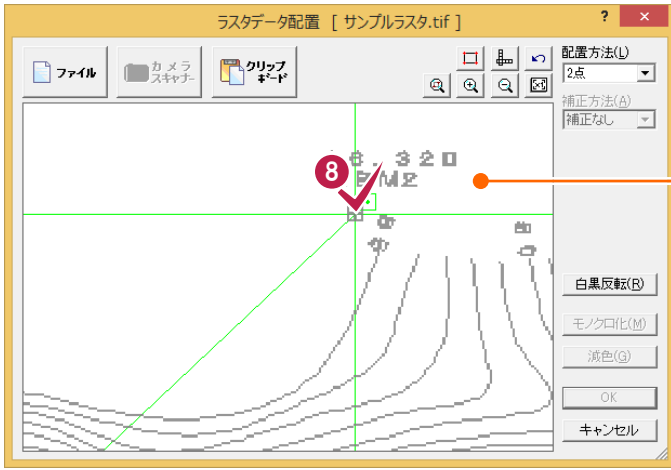 ラスタデータ配置 [ サンプルラスタ.tif ]
? ×
ファイル
カメラ
スキャナー
クリップ
ボード
配置方法(L)
2点
補正方法(A)
補正なし
8
320
白黒反転(R)
モノクロ化(M)
減色(G)
OK
キャンセル